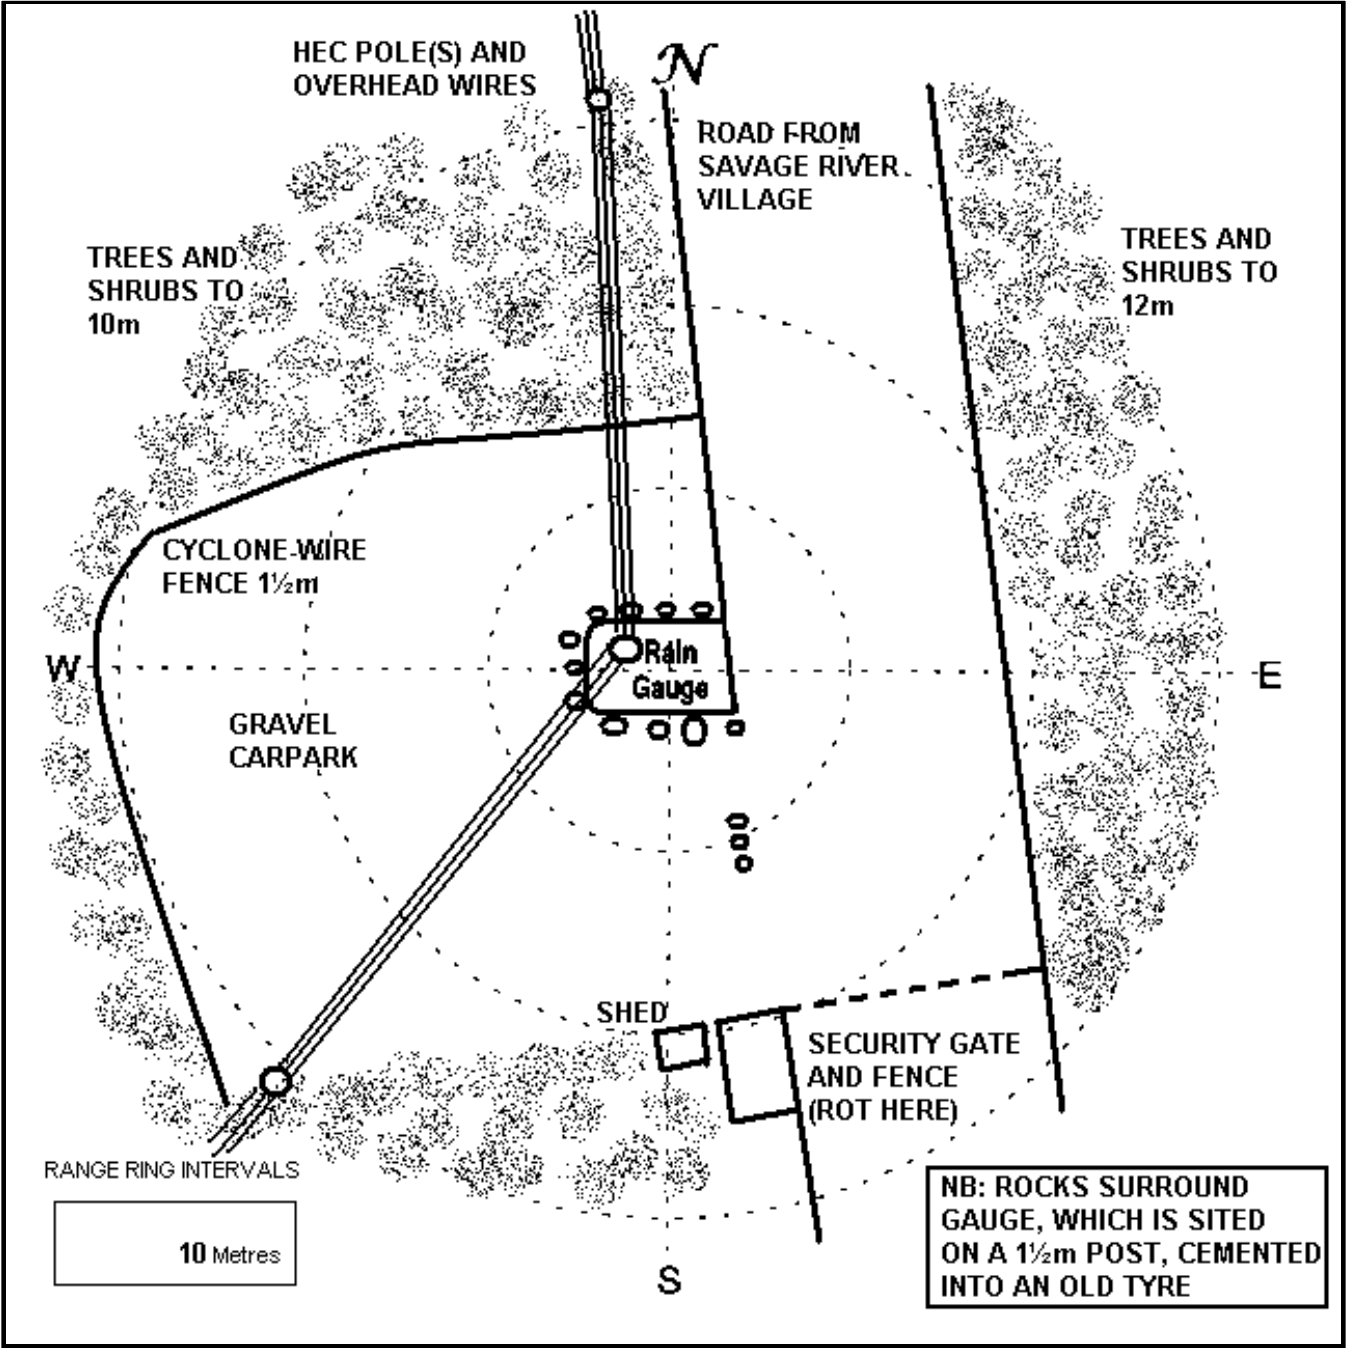 HEC POLE(S) AND
OVERHEAD WIRES
N
ROAD FROM
SAVAGE RIVER
VILLAGE
TREES AND
SHRUBS TO
10m
TREES AND
SHRUBS TO
12m
CYCLONE-WIRE
FENCE 1½m
W
Rain
Gauge
E
GRAVEL
CARPARK
SHED
SECURITY GATE
AND FENCE
(ROT HERE)
RANGE RING INTERVALS
10 Metres
S
NB: ROCKS SURROUND
GAUGE, WHICH IS SITED
ON A 1½m POST, CEMENTED
INTO AN OLD TYRE